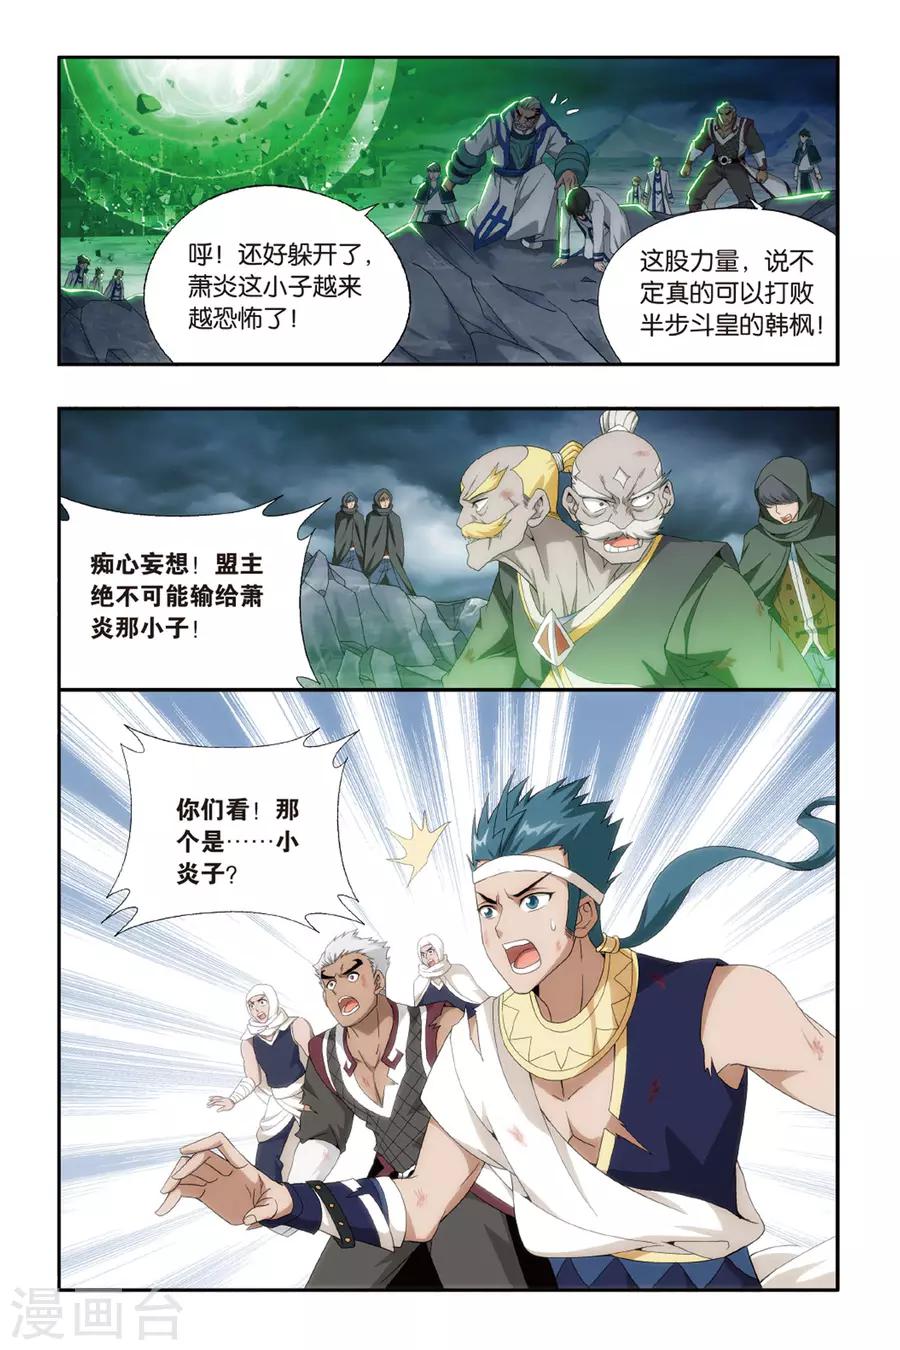 呼！还好躲开了，
萧炎这小子越来
越恐怖了！
这股力量，说不
定真的可以打败
半步斗皇的韩枫！
痴心妄想！盟主
绝不可能输给萧
炎那小子！
你们看！那
个是……小
炎子？
漫画台